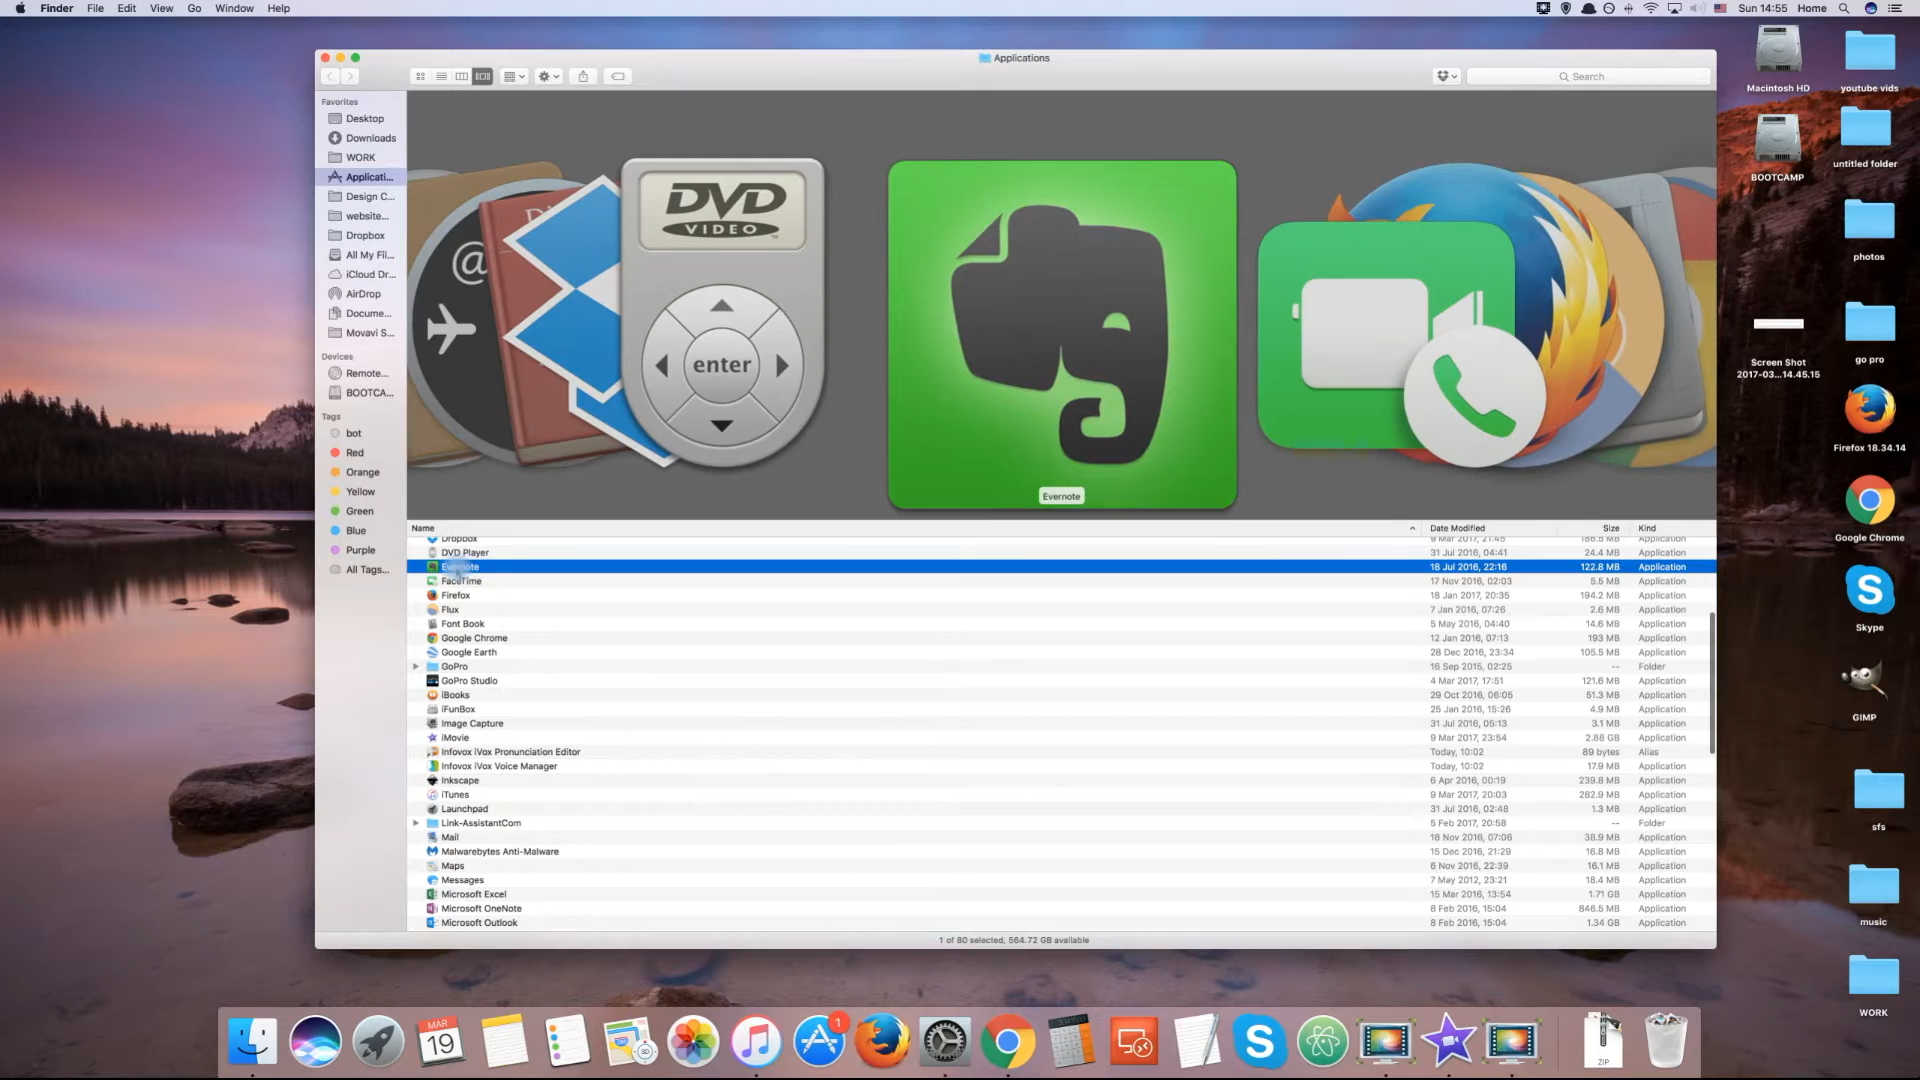 Finder File Edit View Go Window Help
Sun 14:55 Home
Applications
Search
Favorites
Desktop
Downloads
WORK
Applicati...
Design C...
website...
Dropbox
All My Fil...
iCloud Dr...
AirDrop
Docume...
Movavi S...
Devices
Remote...
BOOTCA...
Tags
bot
Red
Orange
Yellow
Green
Blue
Purple
All Tags...
@
DVD
VIDEO
enter
Evernote
Name Date Modified Size Kind
Dropbox 9 Mar 2017, 21:45 186.5 MB Application
DVD Player 31 Jul 2016, 04:41 24.4 MB Application
Evernote 18 Jul 2016, 22:16 122.8 MB Application
FaceTime 17 Nov 2016, 02:03 5.5 MB Application
Firefox 18 Jan 2017, 20:35 194.2 MB Application
Flux 7 Jan 2016, 07:26 2.6 MB Application
Font Book 5 May 2016, 04:40 14.6 MB Application
Google Chrome 12 Jan 2016, 07:13 193 MB Application
Google Earth 28 Dec 2016, 23:34 105.5 MB Application
GoPro 16 Sep 2015, 02:25 -- Folder
GoPro Studio 4 Mar 2017, 17:51 121.6 MB Application
iBooks 29 Oct 2016, 06:05 51.3 MB Application
iFunBox 25 Jan 2016, 15:26 4.9 MB Application
Image Capture 31 Jul 2016, 05:13 3.1 MB Application
iMovie 9 Mar 2017, 23:54 2.88 GB Application
Infovox iVox Pronunciation Editor Today, 10:02 89 bytes Alias
Infovox iVox Voice Manager Today, 10:02 17.9 MB Application
Inkscape 6 Apr 2016, 00:19 239.8 MB Application
iTunes 9 Mar 2017, 20:03 282.9 MB Application
Launchpad 31 Jul 2016, 02:48 1.3 MB Application
Link-AssistantCom 5 Feb 2017, 20:58 -- Folder
Mail 18 Nov 2016, 07:06 38.9 MB Application
Malwarebytes Anti-Malware 15 Dec 2016, 21:29 16.8 MB Application
Maps 6 Nov 2016, 22:39 16.1 MB Application
Messages 7 May 2012, 23:21 18.4 MB Application
Microsoft Excel 15 Mar 2016, 13:54 1.71 GB Application
Microsoft OneNote 8 Feb 2016, 15:04 846.5 MB Application
Microsoft Outlook 8 Feb 2016, 15:04 1.34 GB Application
1 of 80 selected, 564.72 GB available
Macintosh HD
youtube vids
BOOTCAMP
untitled folder
photos
Screen Shot
2017-03...14.45.15
go pro
Firefox 18.34.14
Google Chrome
Skype
GIMP
sfs
music
WORK
MAR
19
3D
1
S
ZIP